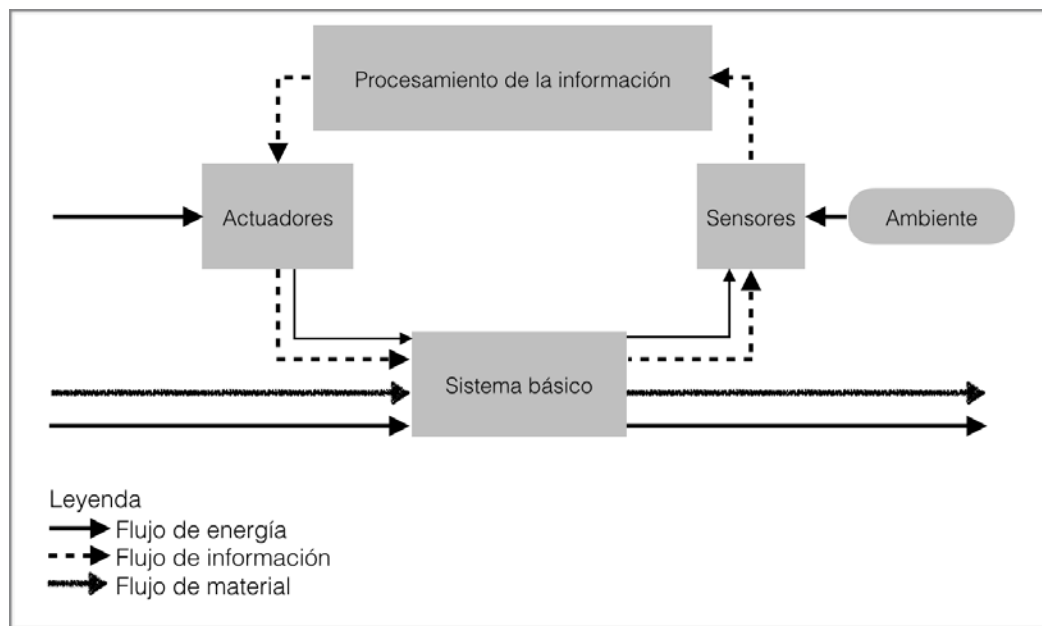 Procesamiento de la información
Actuadores
Sensores
Ambiente
Sistema básico
Leyenda
Flujo de energía
Flujo de información
Flujo de material